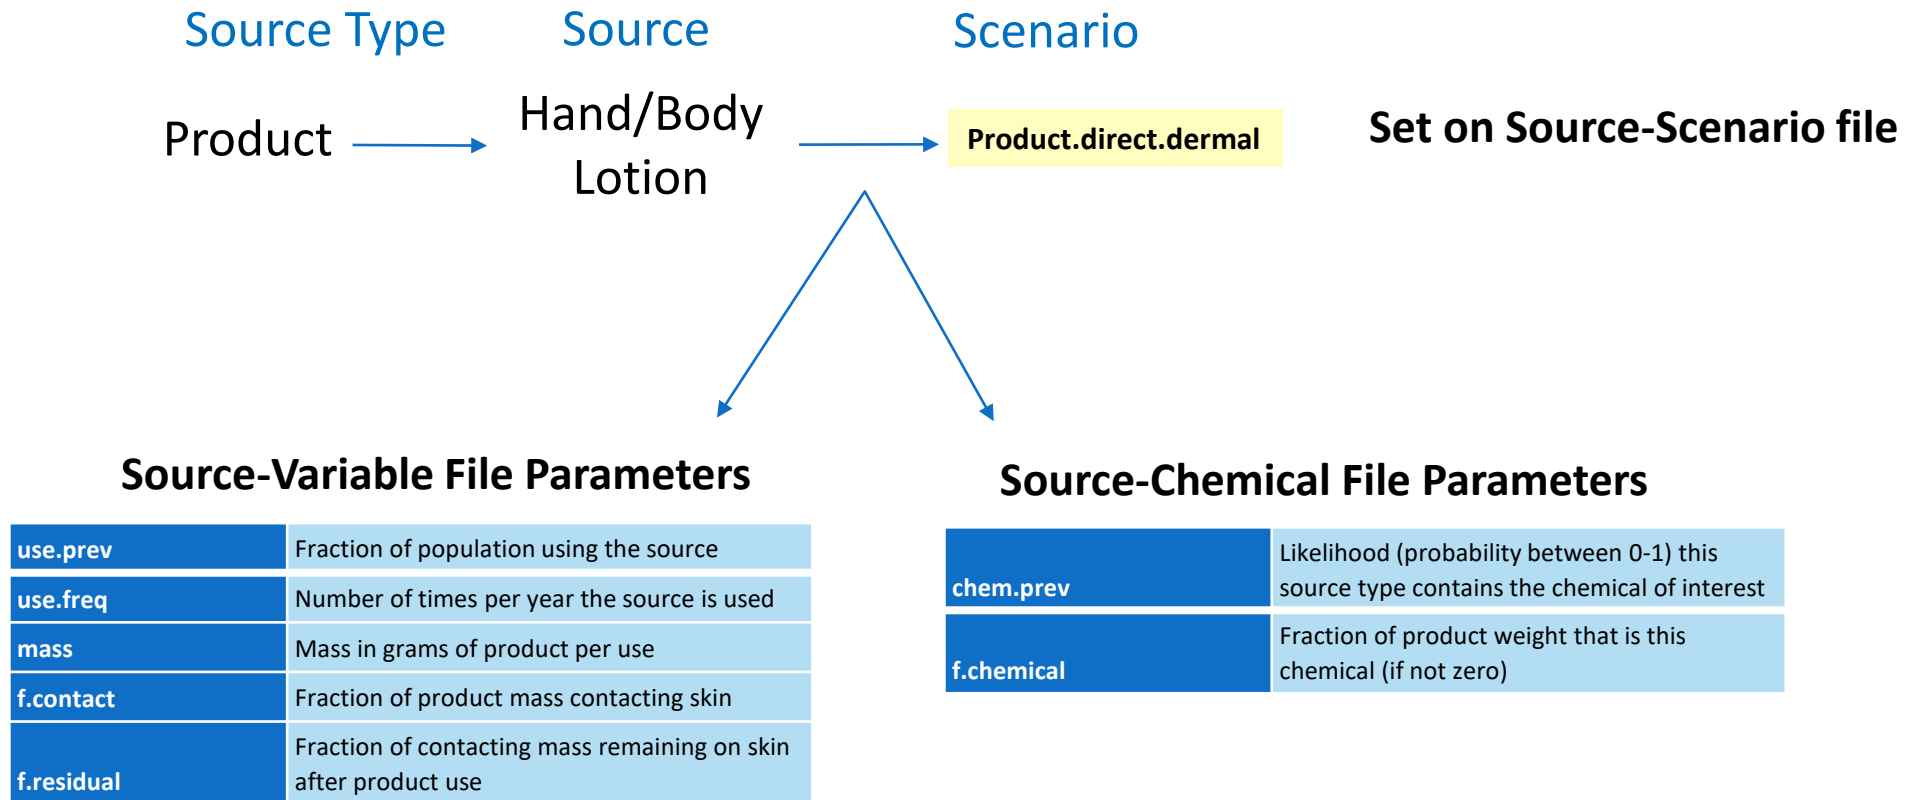 Source Type
Source
Scenario
Product
Hand/Body
Lotion
Product.direct.dermal
Set on Source-Scenario file
Source-Variable File Parameters
use.prev
Fraction of population using the source
use.freq
Number of times per year the source is used
mass
Mass in grams of product per use
f.contact
Fraction of product mass contacting skin
f.residual
Fraction of contacting mass remaining on skin
after product use
Source-Chemical File Parameters
chem.prev
Likelihood (probability between 0-1) this
source type contains the chemical of interest
f.chemical
Fraction of product weight that is this
chemical (if not zero)